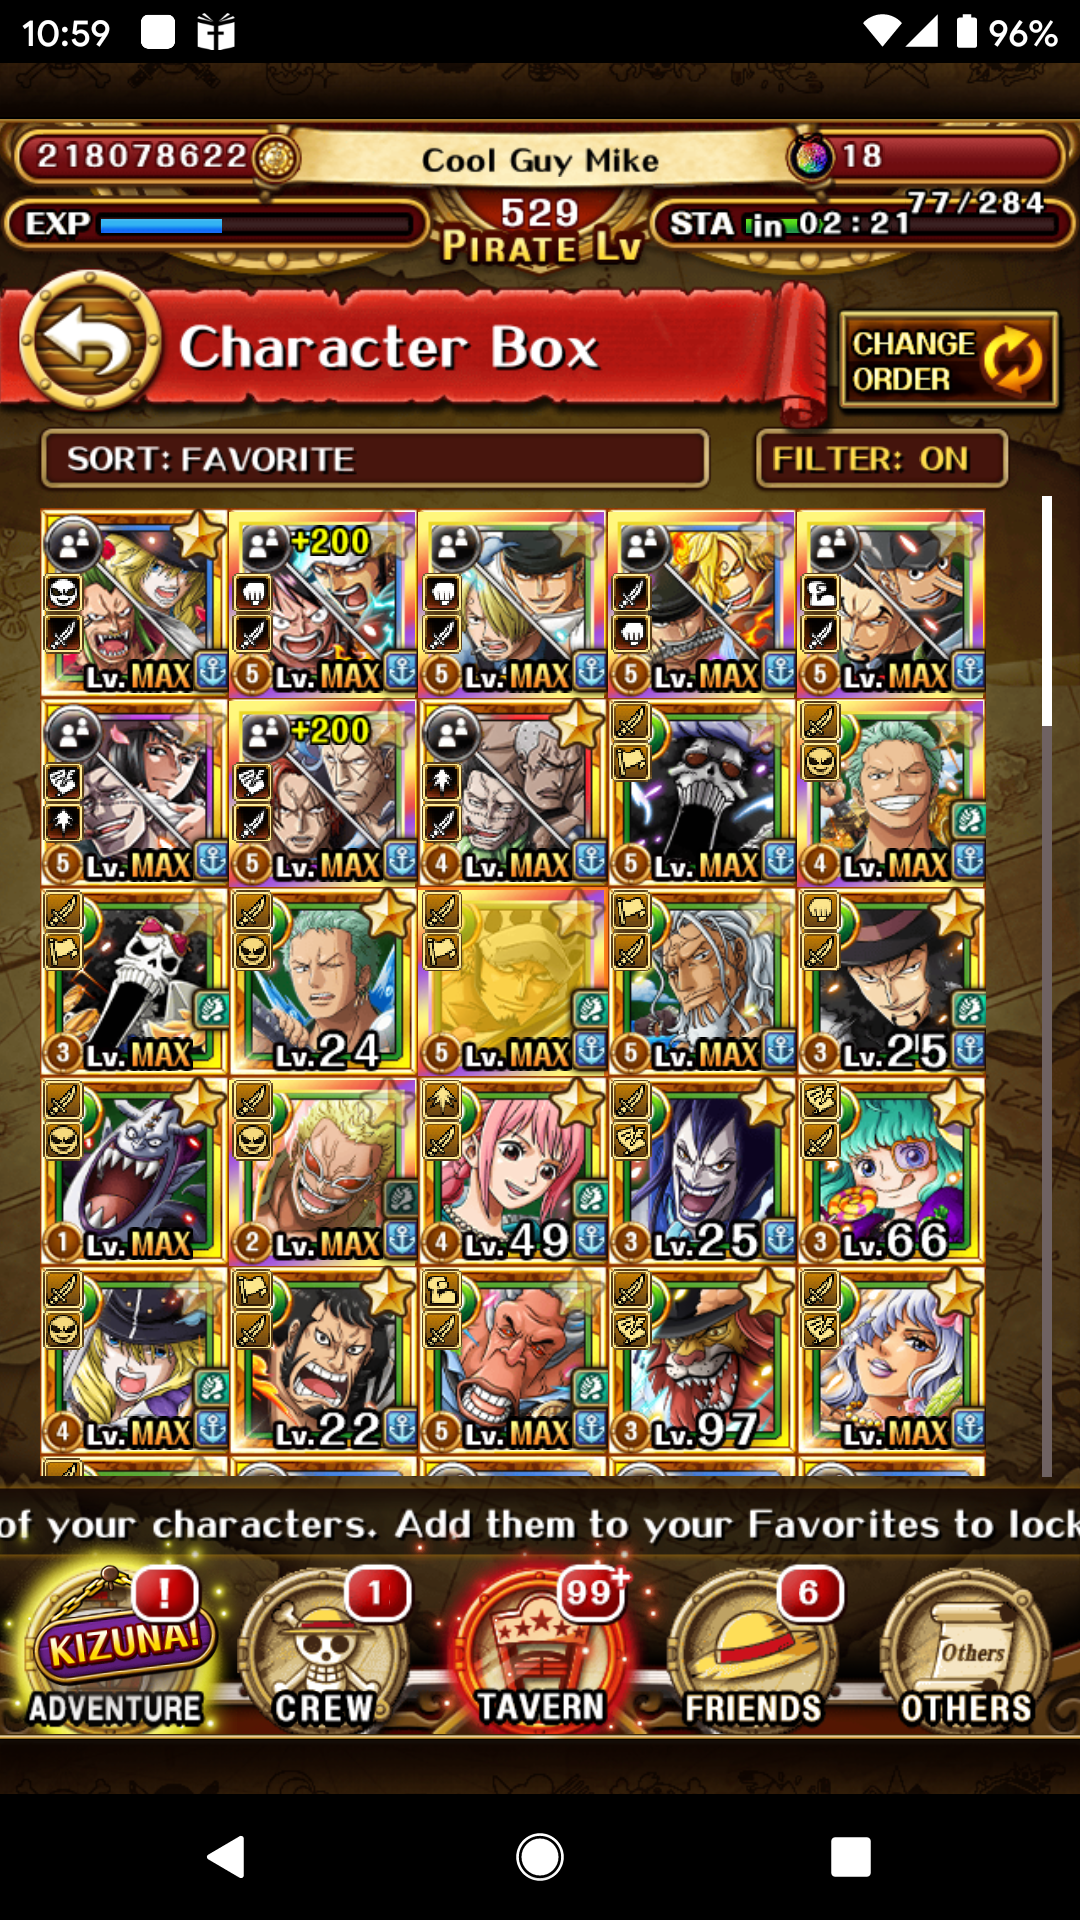 10:59 96%
218078622 Cool Guy Mike 18
EXP 529 STA in 02:21 77/284
PIRATE Lv
Character Box
CHANGE
ORDER
SORT: FAVORITE FILTER: ON
+200
Lv.MAX 5 Lv.MAX 5 Lv.MAX 5 Lv.MAX 5 Lv.MAX
+200
5 Lv.MAX 5 Lv.MAX 4 Lv.MAX 5 Lv.MAX 4 Lv.MAX
3 Lv.MAX Lv.24 5 Lv.MAX 5 Lv.MAX 3 Lv.25
1 Lv.MAX 2 Lv.MAX 4 Lv.49 3 Lv.25 3 Lv.66
4 Lv.MAX Lv.22 5 Lv.MAX 3 Lv.97 Lv.MAX
of your characters. Add them to your Favorites to lock
! 1 99+ 6
KIZUNA! Others
ADVENTURE CREW TAVERN FRIENDS OTHERS